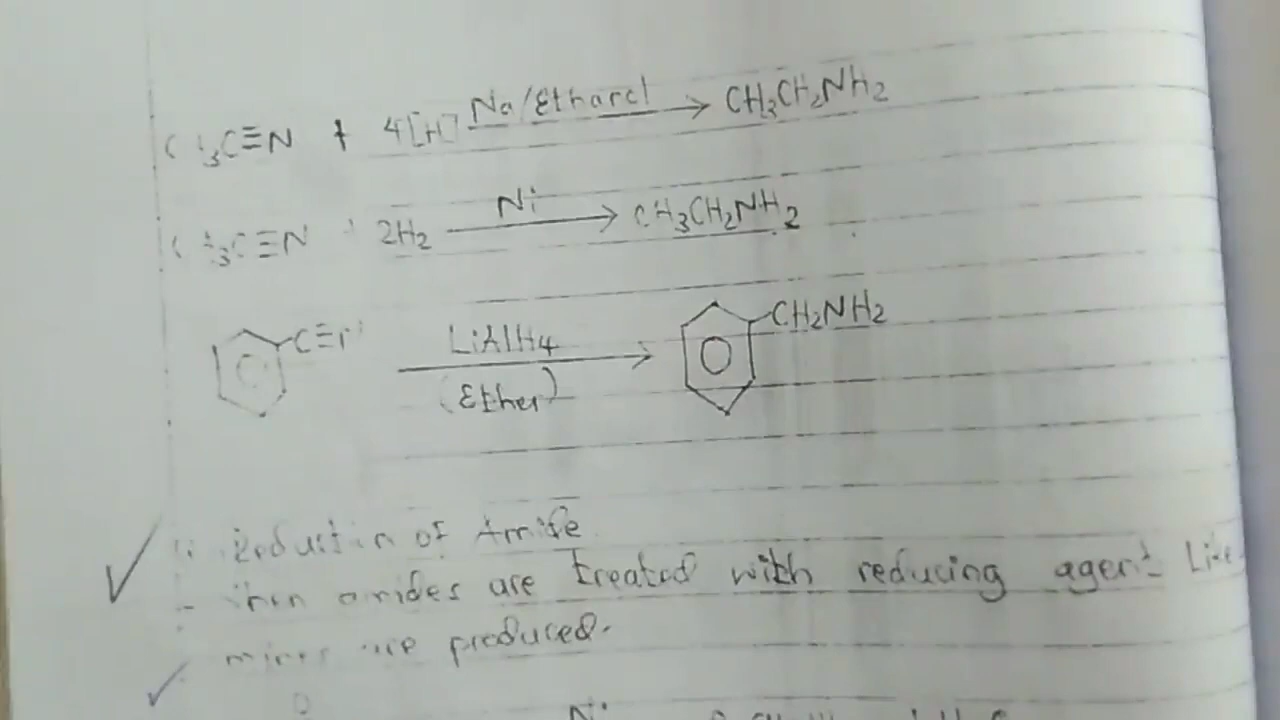 CH₃C≡N + 4[H] Na/Ethanol → CH₃CH₂NH₂
CH₃C≡N + 2H₂ Ni → CH₃CH₂NH₂
C≡N LiAlH₄ (Ether) → CH₂NH₂
Reduction of Amide
amides are treated with reducing agent Like
are produced.
Ni